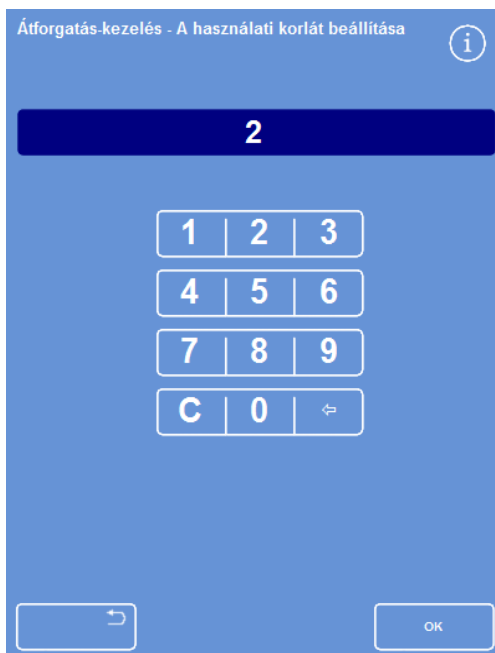 Átforgatás-kezelés - A használati korlát beállítása
i
2
1 2 3
4 5 6
7 8 9
C 0 ⇦
OK